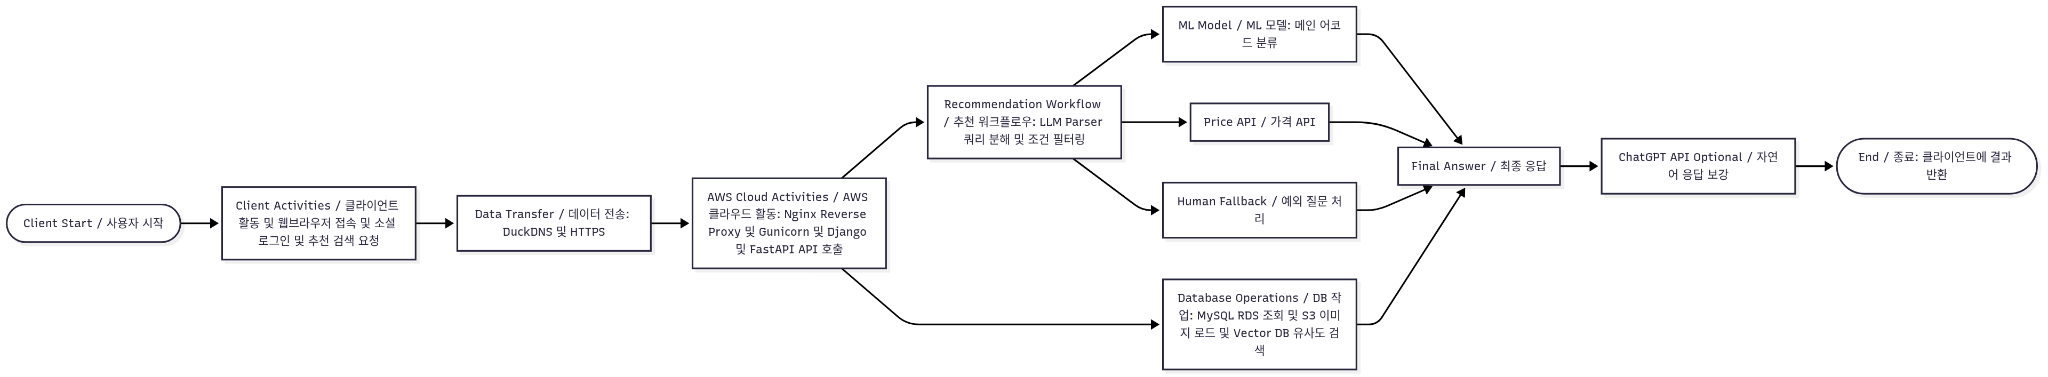 Client Start / 사용자 시작
Client Activities / 클라이언트
활동 및 웹브라우저 접속 및 소셜
로그인 및 추천 검색 요청
Data Transfer / 데이터 전송:
DuckDNS 및 HTTPS
AWS Cloud Activities / AWS
클라우드 활동: Nginx Reverse
Proxy 및 Gunicorn 및 Django
및 FastAPI API 호출
Recommendation Workflow
/ 추천 워크플로우: LLM Parser
쿼리 분해 및 조건 필터링
ML Model / ML 모델: 메인 어코
드 분류
Price API / 가격 API
Human Fallback / 예외 질문 처
리
Database Operations / DB 작
업: MySQL RDS 조회 및 S3 이미
지 로드 및 Vector DB 유사도 검
색
Final Answer / 최종 응답
ChatGPT API Optional / 자연
어 응답 보강
End / 종료: 클라이언트에 결과
반환